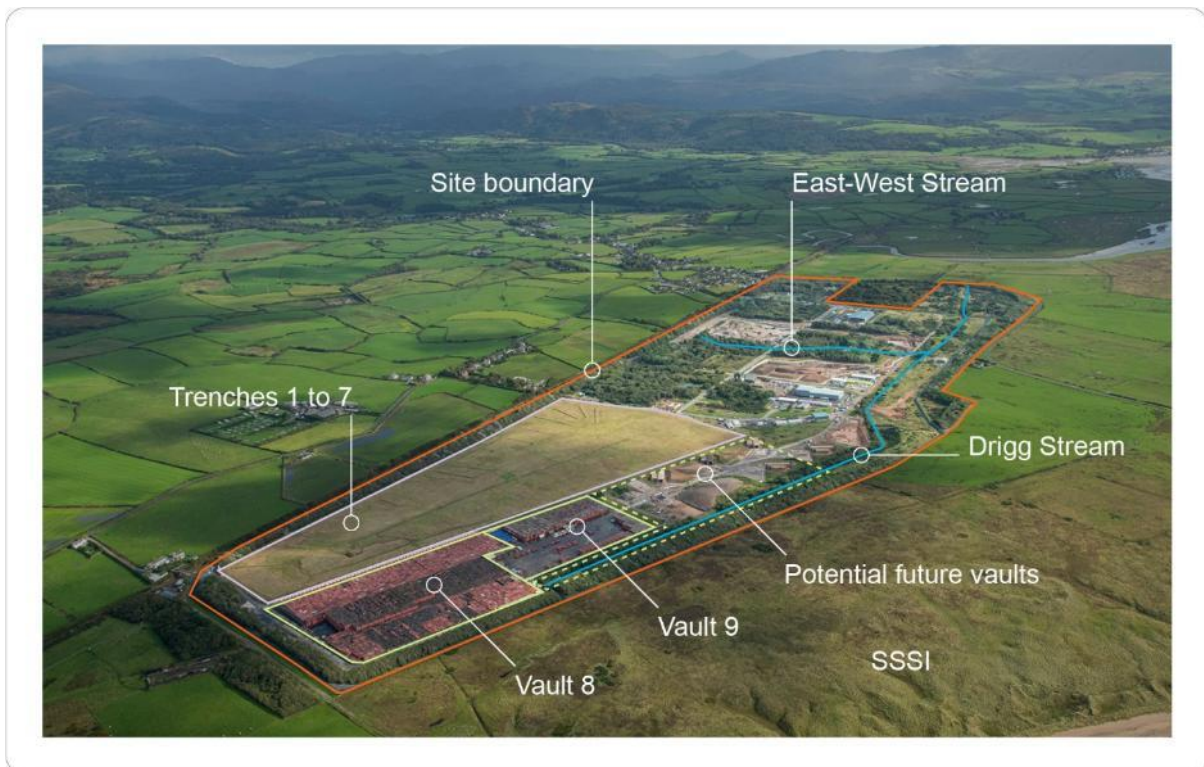 Site boundary
East-West Stream
Trenches 1 to 7
Drigg Stream
Potential future vaults
Vault 9
SSSI
Vault 8